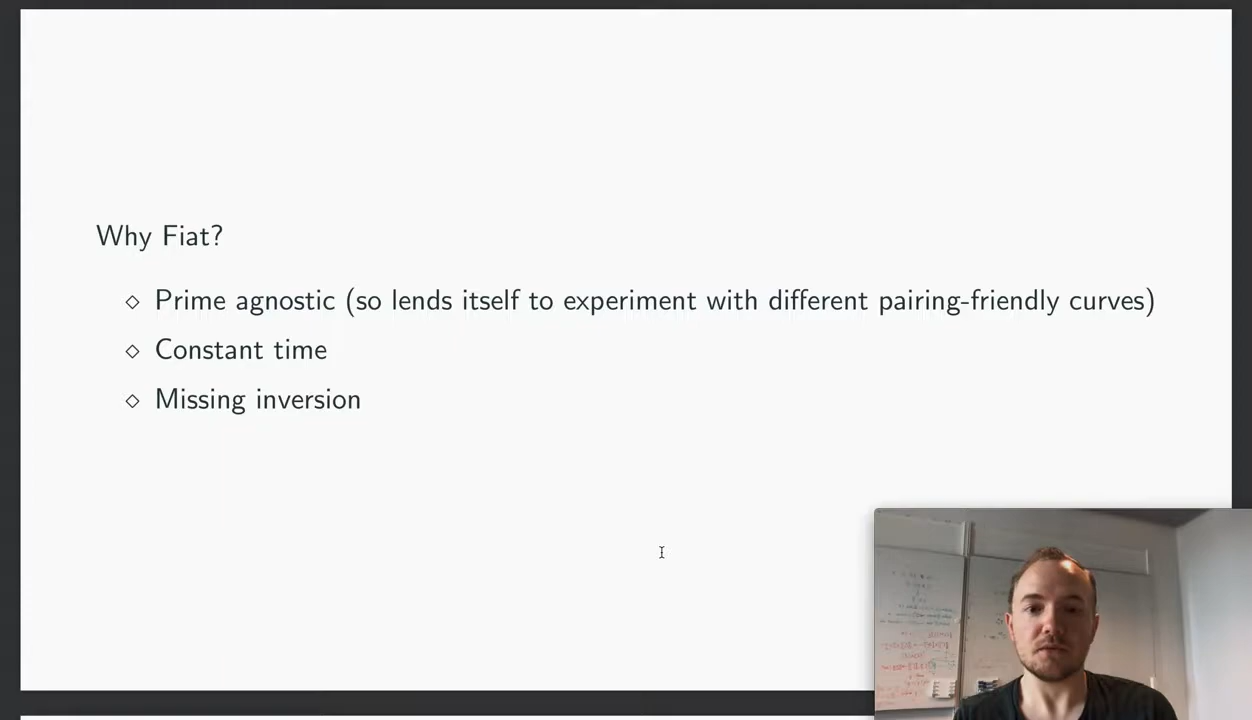 Why Fiat?
◇ Prime agnostic (so lends itself to experiment with different pairing-friendly curves)
◇ Constant time
◇ Missing inversion